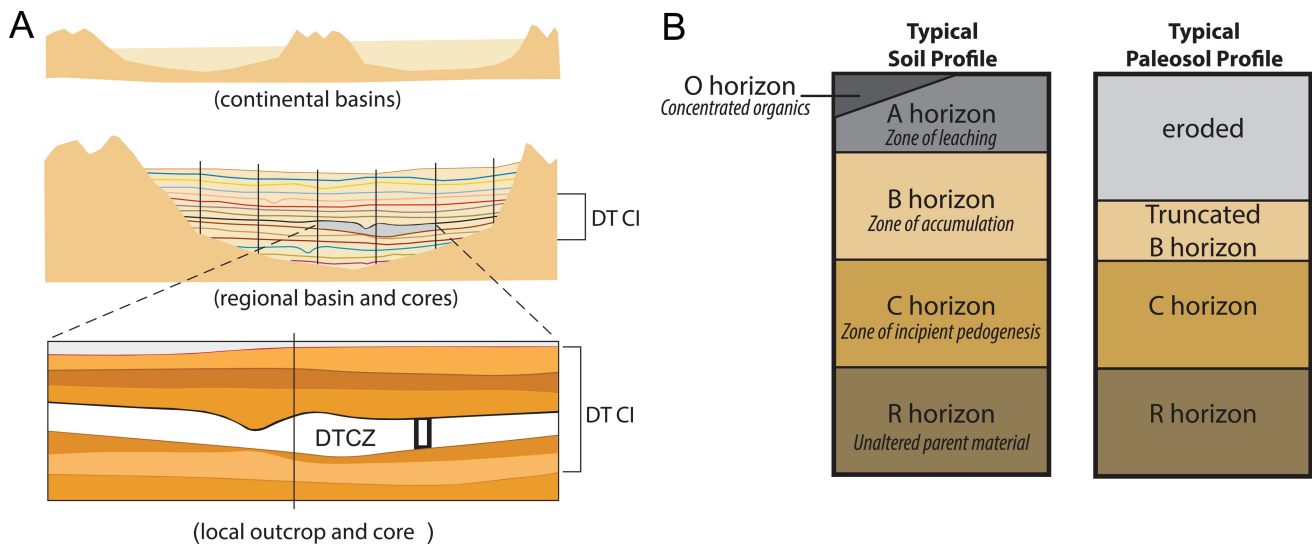 A
(continental basins)
DT CI
(regional basin and cores)
DTCZ
DT CI
(local outcrop and core )
B
Typical
Soil Profile
O horizon
Concentrated organics
A horizon
Zone of leaching
B horizon
Zone of accumulation
C horizon
Zone of incipient pedogenesis
R horizon
Unaltered parent material
Typical
Paleosol Profile
eroded
Truncated
B horizon
C horizon
R horizon